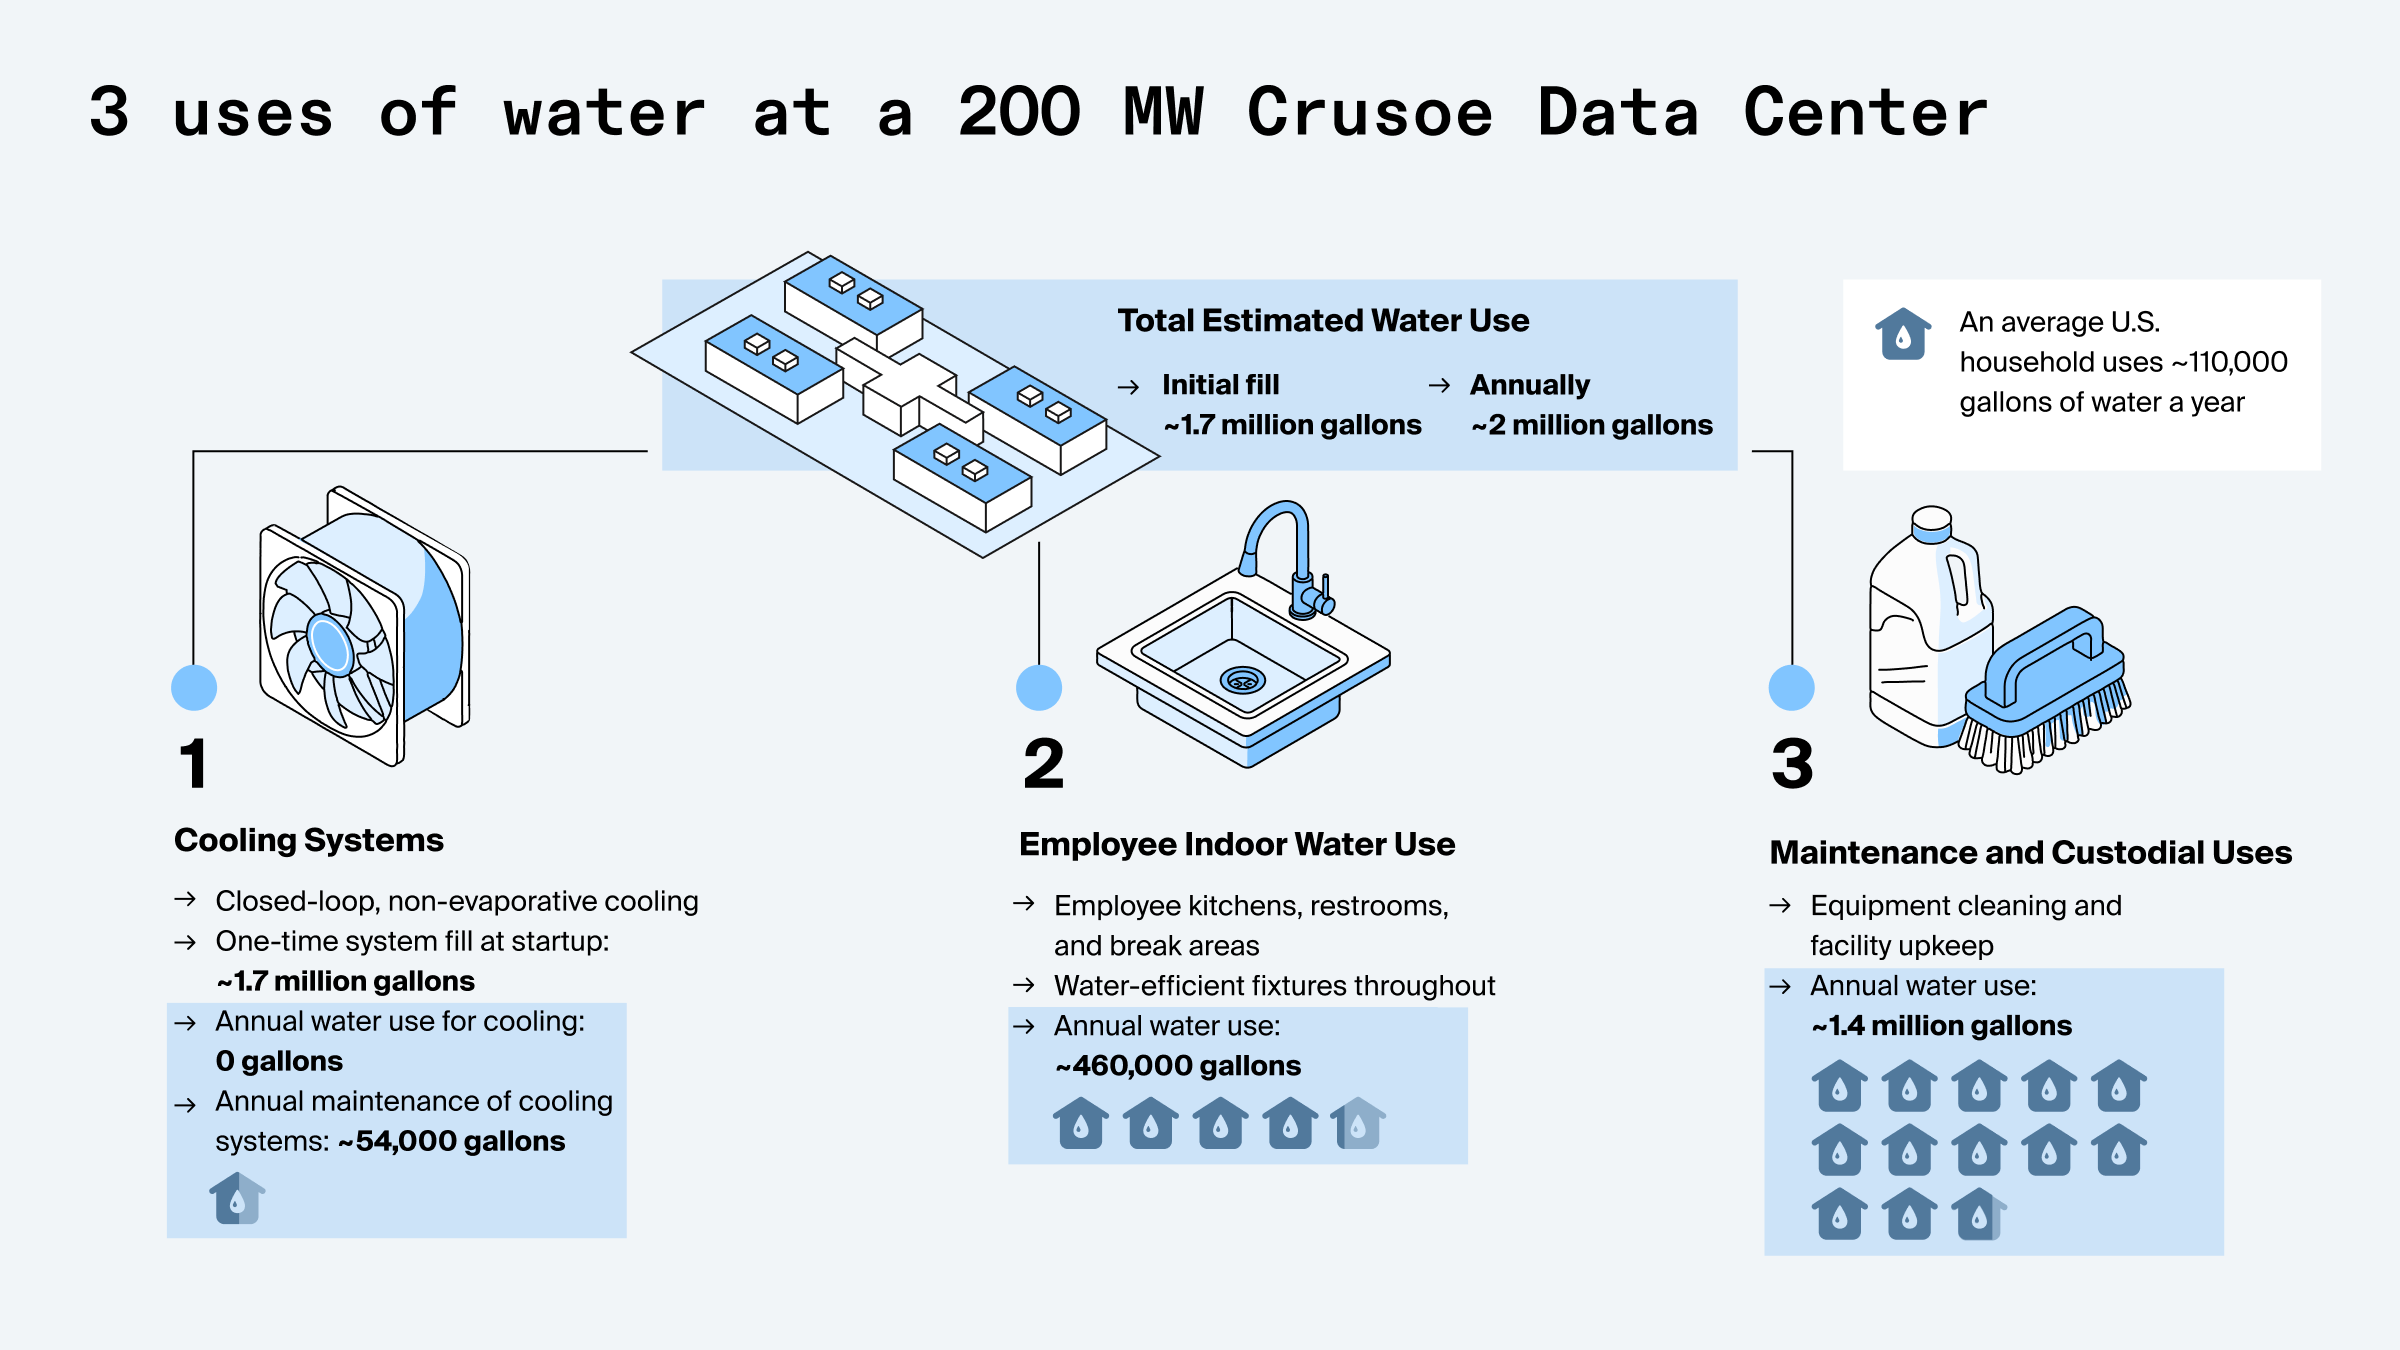 3 uses of water at a 200 MW Crusoe Data Center
Total Estimated Water Use
→ Initial fill
~1.7 million gallons
→ Annually
~2 million gallons
An average U.S.
household uses ~110,000
gallons of water a year
1
Cooling Systems
→ Closed-loop, non-evaporative cooling
→ One-time system fill at startup:
~1.7 million gallons
→ Annual water use for cooling:
0 gallons
→ Annual maintenance of cooling
systems: ~54,000 gallons
2
Employee Indoor Water Use
→ Employee kitchens, restrooms,
and break areas
→ Water-efficient fixtures throughout
→ Annual water use:
~460,000 gallons
3
Maintenance and Custodial Uses
→ Equipment cleaning and
facility upkeep
→ Annual water use:
~1.4 million gallons